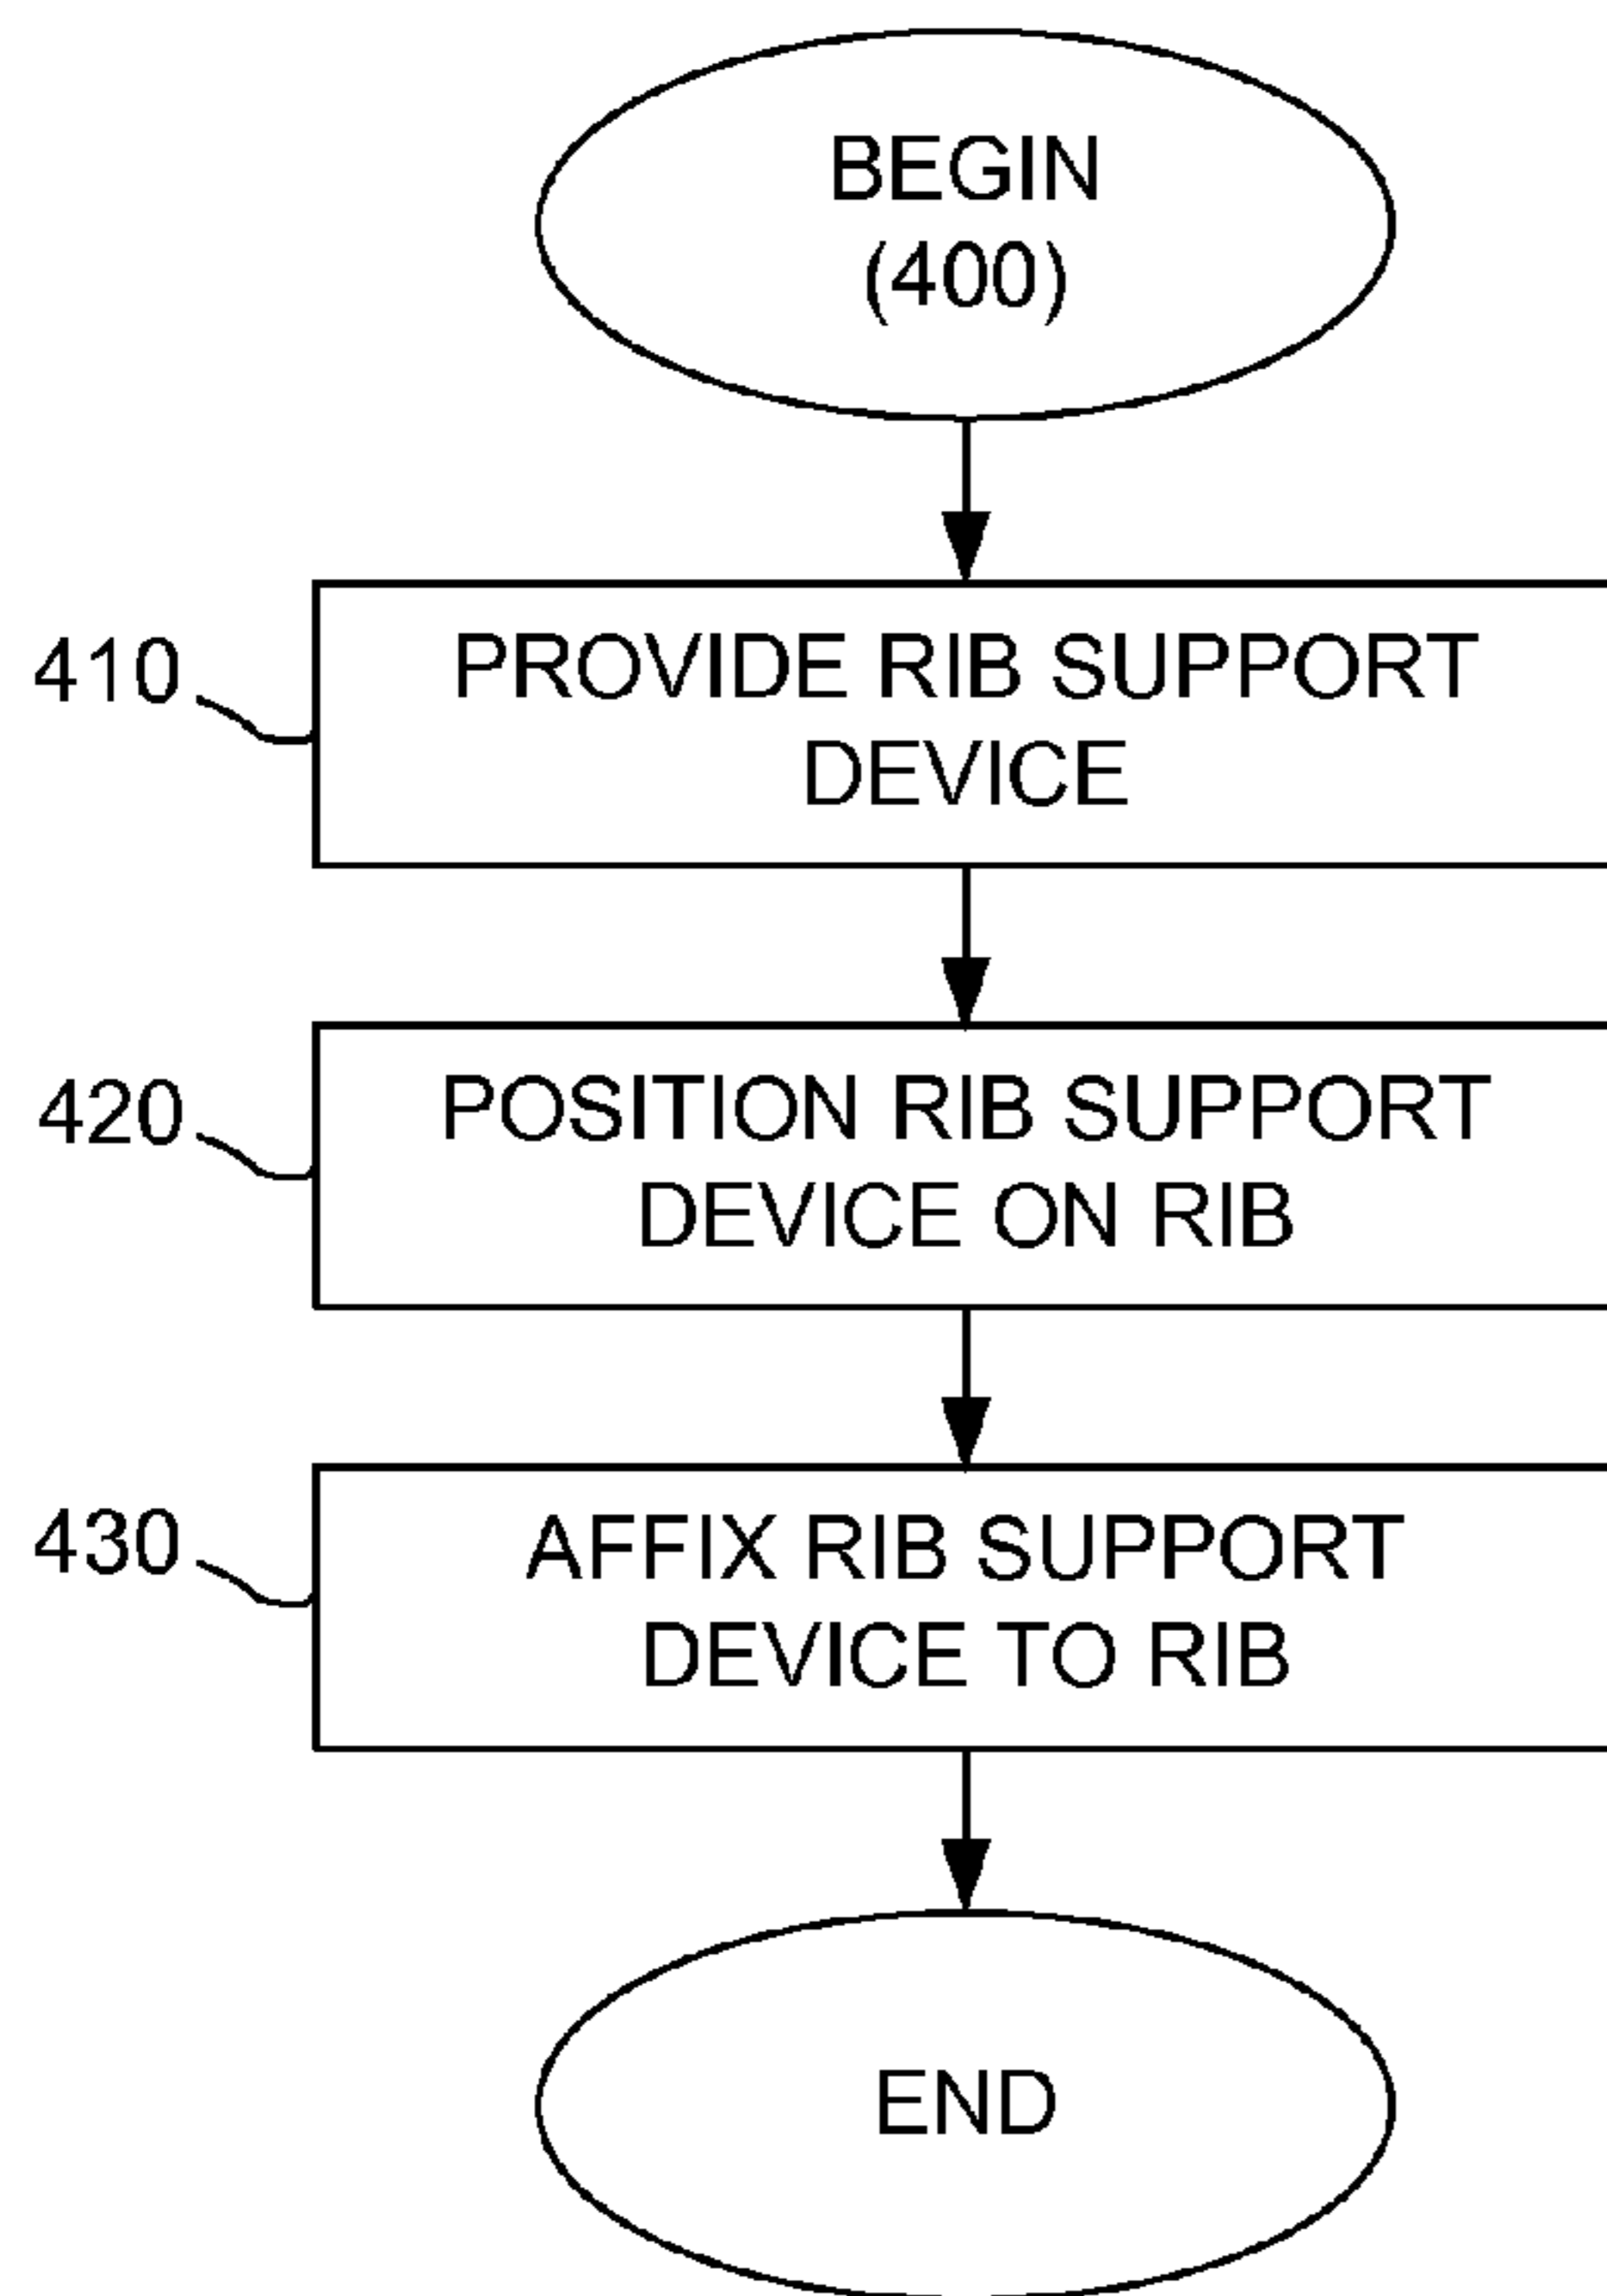 BEGIN
(400)
410
PROVIDE RIB SUPPORT
DEVICE
420
POSITION RIB SUPPORT
DEVICE ON RIB
430
AFFIX RIB SUPPORT
DEVICE TO RIB
END